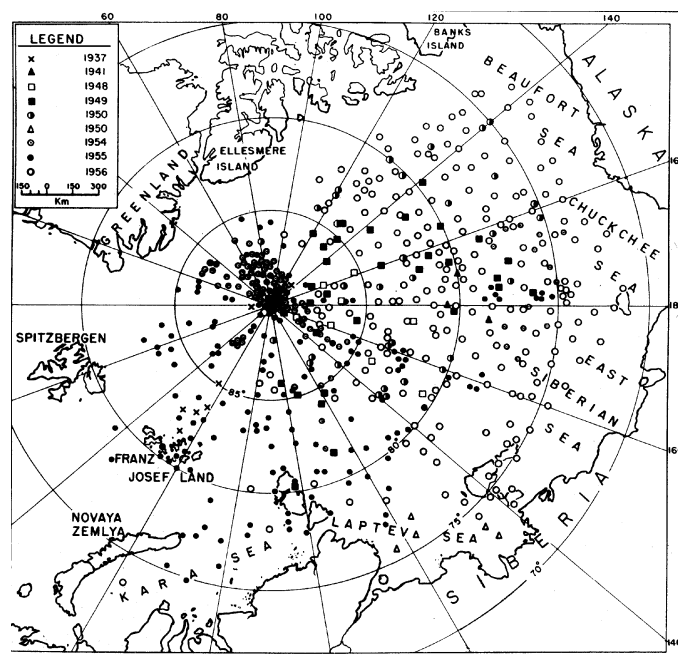 60
100
120
140
LEGEND
1937
1941
1948
1949
1950
1950
1954
1955
1956
150 0 150 300
Km
BANKS
ISLAND
ALASKA
BEAUFORT
SEA
ELLESMERE
ISLAND
GREENLAND
CHUCKCHEE
SEA
SPITZBERGEN
EAST
SIBERIAN
SEA
85°
80°
FRANZ
JOSEF LAND
NOVAYA
ZEMLYA
LAPTEV
SEA
75°
KARA SEA
SIBERIA
70°